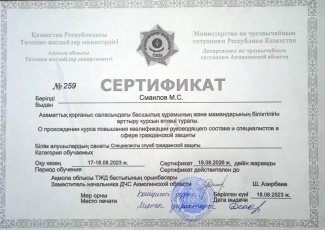 Қазақстан Республикасы
Төтенше жағдайлар министрлігі
Ақмола облысы
Төтенше жағдайлар департаменті
Министерство по чрезвычайным
ситуациям Республики Казахстан
Департамент по чрезвычайным
ситуациям Акмолинской области
№ 259
СЕРТИФИКАТ
Берілді
Выдан
Смаилов М.С.
Азаматтық қорғаныс саласындағы басшылық құрамының және мамандарының біліктілігін
арттыру курсын өткені туралы.
О прохождении курса повышения квалификации руководящего состава и специалистов в
сфере гражданской защиты
Білім алушылардың санаты Специалисты служб гражданской защиты
Категория обучаемых
Оқу кезеңі 17-18.08.2023 ж.
Период обучения
Сертификат 18.08.2026 ж. дейін жарамды
Сертификат действителен до
Ақмола облысы ТЖД бастығының орынбасары
Заместитель начальника ДЧС Акмолинской области
Ш. Азирбаев
Мөр орны
Место печати
Берілген күні 18.08.2023 ж.
Дата выдачи